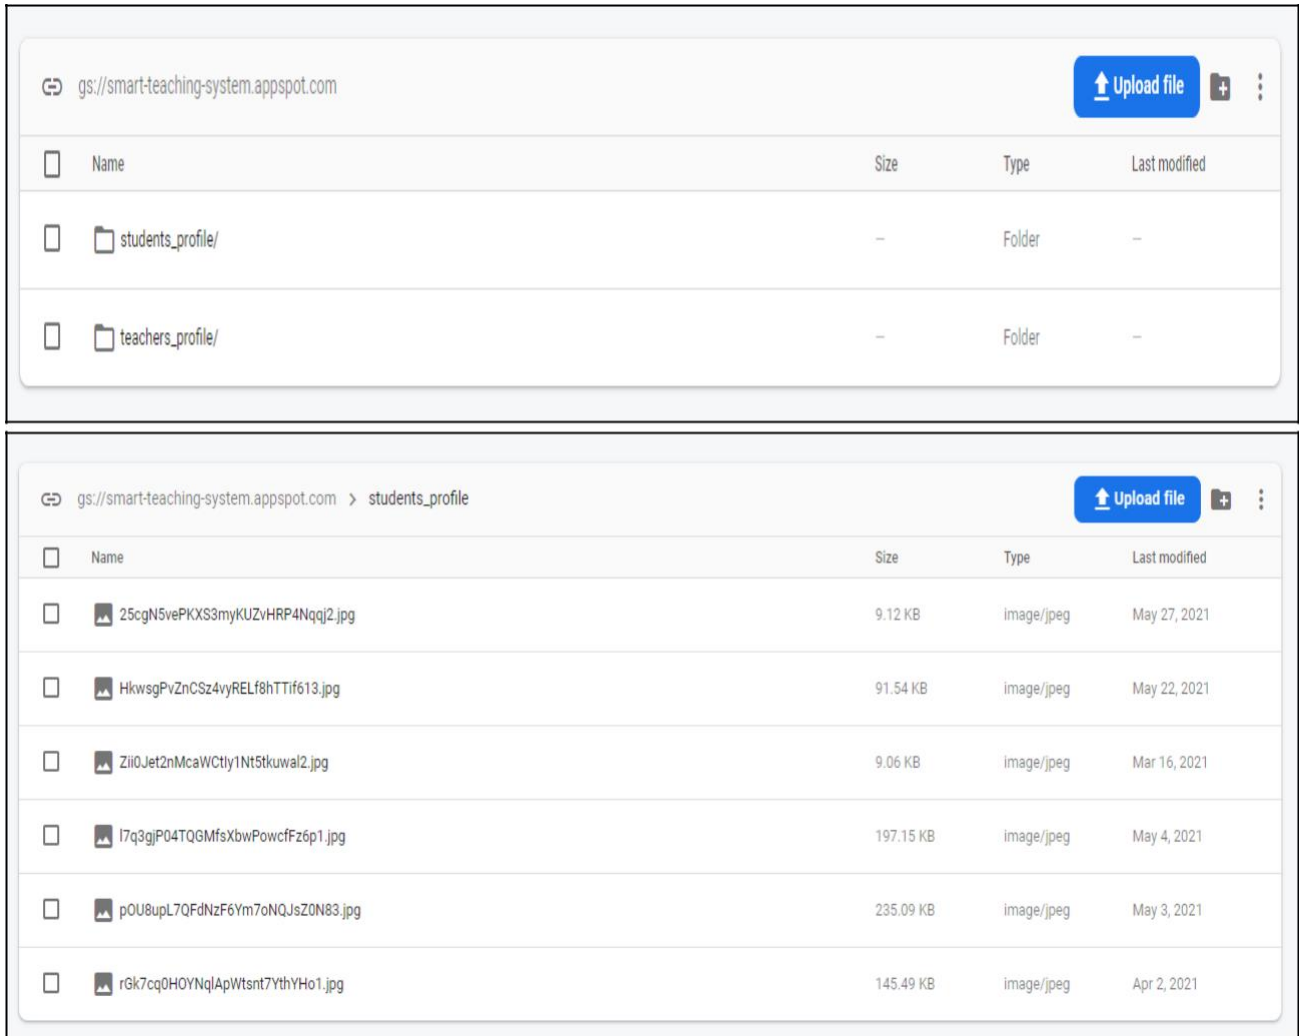 gs://smart-teaching-system.appspot.com Upload file
Name Size Type Last modified
students_profile/ – Folder –
teachers_profile/ – Folder –
gs://smart-teaching-system.appspot.com > students_profile Upload file
Name Size Type Last modified
25cgN5vePKXS3myKUZvHRP4Nqqj2.jpg 9.12 KB image/jpeg May 27, 2021
HkwsgPvZnCSz4vyRELf8hTTif613.jpg 91.54 KB image/jpeg May 22, 2021
Zii0Jet2nMcaWCtIy1Nt5tkuwal2.jpg 9.06 KB image/jpeg Mar 16, 2021
l7q3gjP04TQGMfsXbwPowcfFz6p1.jpg 197.15 KB image/jpeg May 4, 2021
pOU8upL7QFdNzF6Ym7oNQJsZ0N83.jpg 235.09 KB image/jpeg May 3, 2021
rGk7cq0HOYNqlApWtsnt7YthYHo1.jpg 145.49 KB image/jpeg Apr 2, 2021